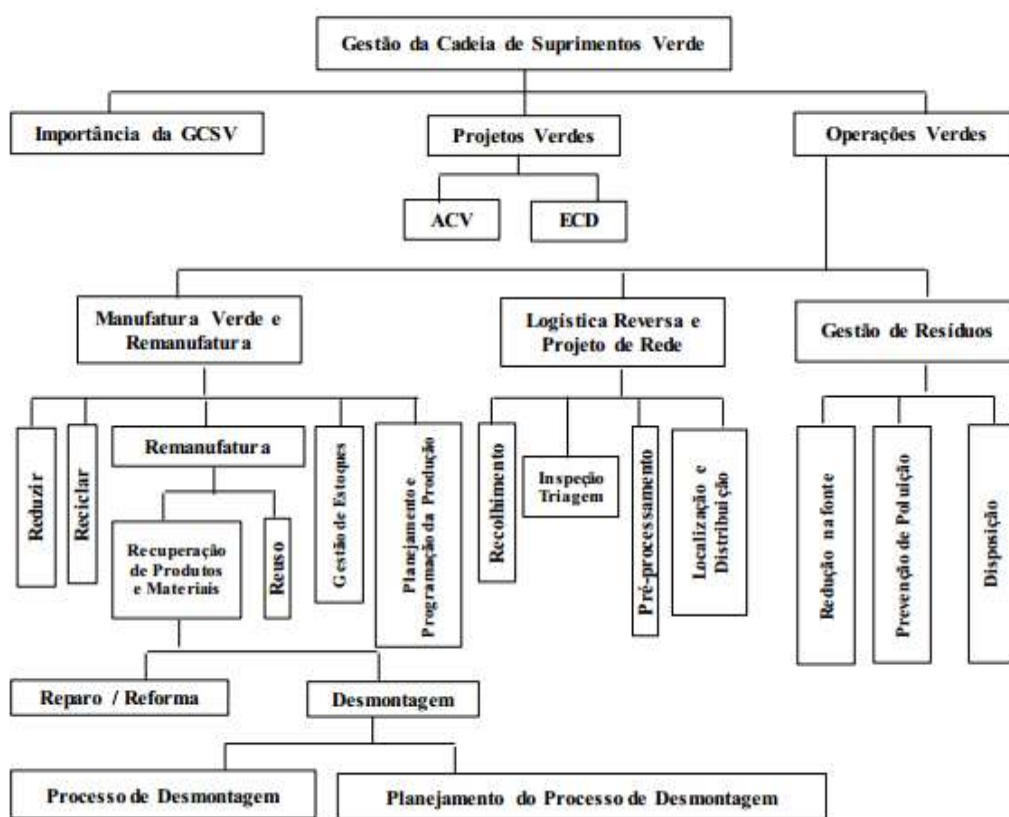 Gestão da Cadeia de Suprimentos Verde
Importância da GCSV
Projetos Verdes
Operações Verdes
ACV
ECD
Manufatura Verde e
Remanufatura
Logística Reversa e
Projeto de Rede
Gestão de Resíduos
Reduzir
Reciclar
Remanufatura
Recuperação
de Produtos
e Materiais
Reuso
Gestão de Estoques
Planejamento e
Programação da Produção
Recolhimento
Inspeção
Triagem
Pré-processamento
Localização e
Distribuição
Redução na fonte
Prevenção de Poluição
Disposição
Reparo / Reforma
Desmontagem
Processo de Desmontagem
Planejamento do Processo de Desmontagem